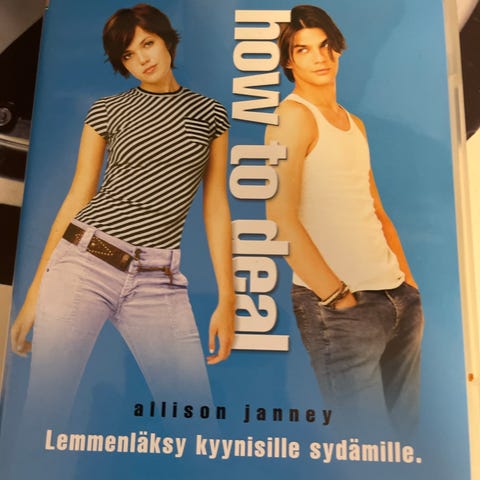 how to deal
allison janney
Lemmenläksy kyynisille sydämille.